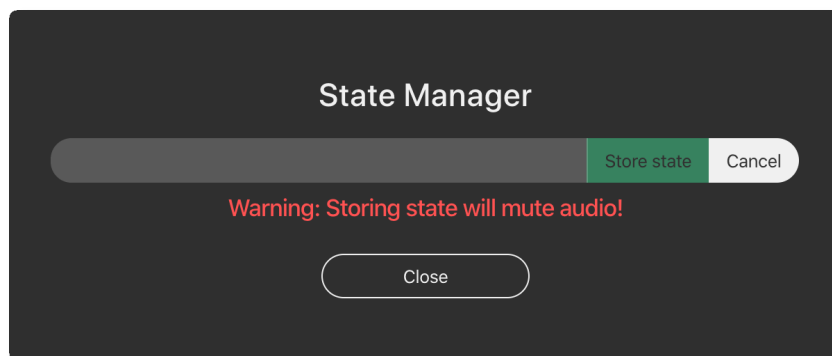 State Manager
Store state Cancel
Warning: Storing state will mute audio!
Close